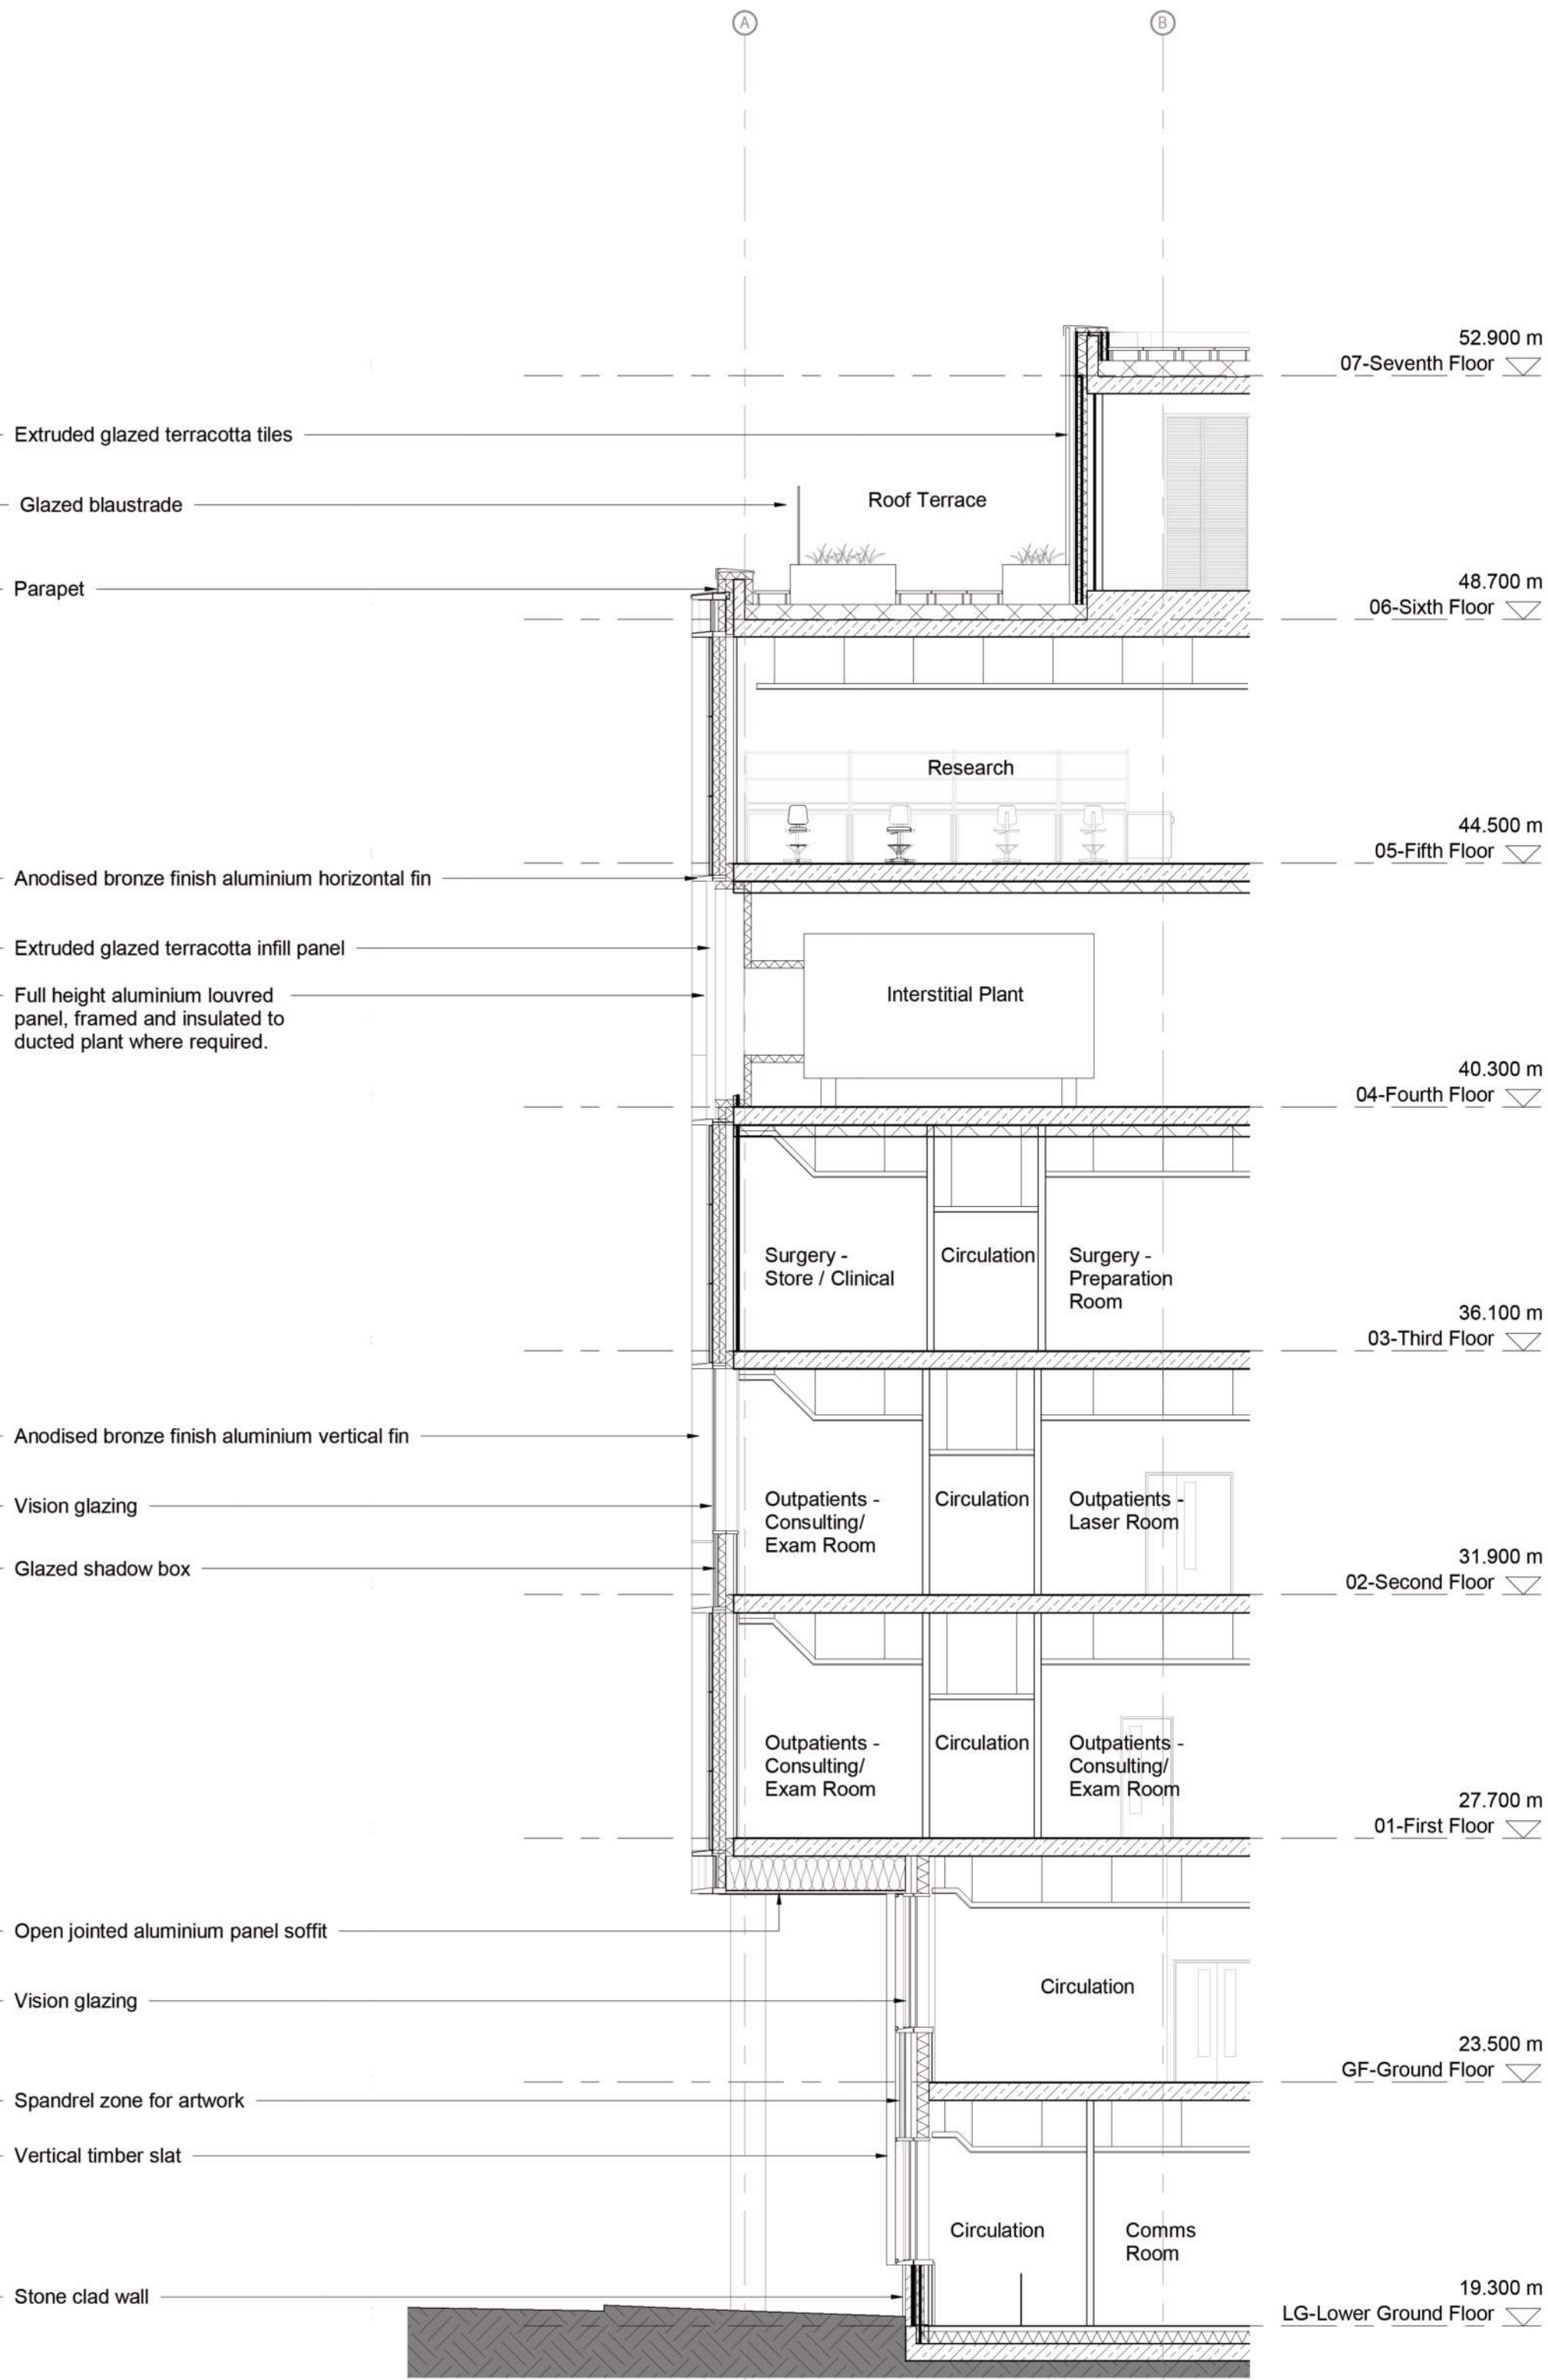 A
B
52.900 m
07-Seventh Floor
Extruded glazed terracotta tiles
Glazed blaustrade
Roof Terrace
Parapet
48.700 m
06-Sixth Floor
Research
44.500 m
05-Fifth Floor
Anodised bronze finish aluminium horizontal fin
Extruded glazed terracotta infill panel
Full height aluminium louvred
panel, framed and insulated to
ducted plant where required.
Interstitial Plant
40.300 m
04-Fourth Floor
Surgery -
Store / Clinical
Circulation
Surgery -
Preparation
Room
36.100 m
03-Third Floor
Anodised bronze finish aluminium vertical fin
Vision glazing
Glazed shadow box
Outpatients -
Consulting/
Exam Room
Circulation
Outpatients -
Laser Room
31.900 m
02-Second Floor
Outpatients -
Consulting/
Exam Room
Circulation
Outpatients -
Consulting/
Exam Room
27.700 m
01-First Floor
Open jointed aluminium panel soffit
Vision glazing
Circulation
23.500 m
GF-Ground Floor
Spandrel zone for artwork
Vertical timber slat
Circulation
Comms
Room
Stone clad wall
19.300 m
LG-Lower Ground Floor